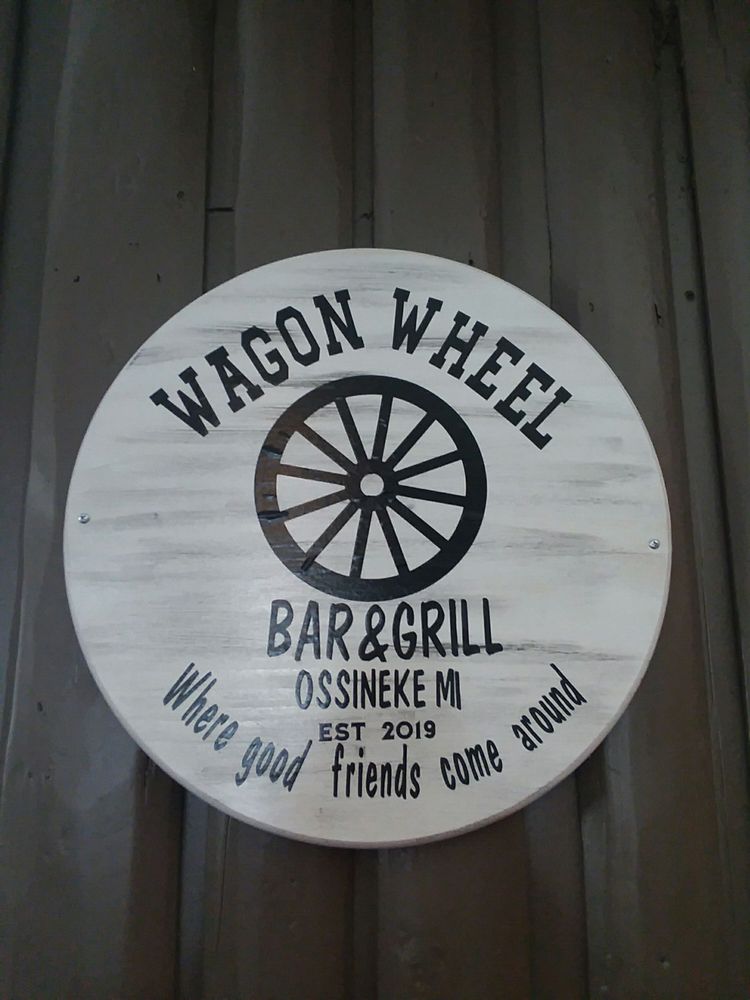 WAGON WHEEL
BAR & GRILL
OSSINEKE MI
EST 2019
Where good friends come around